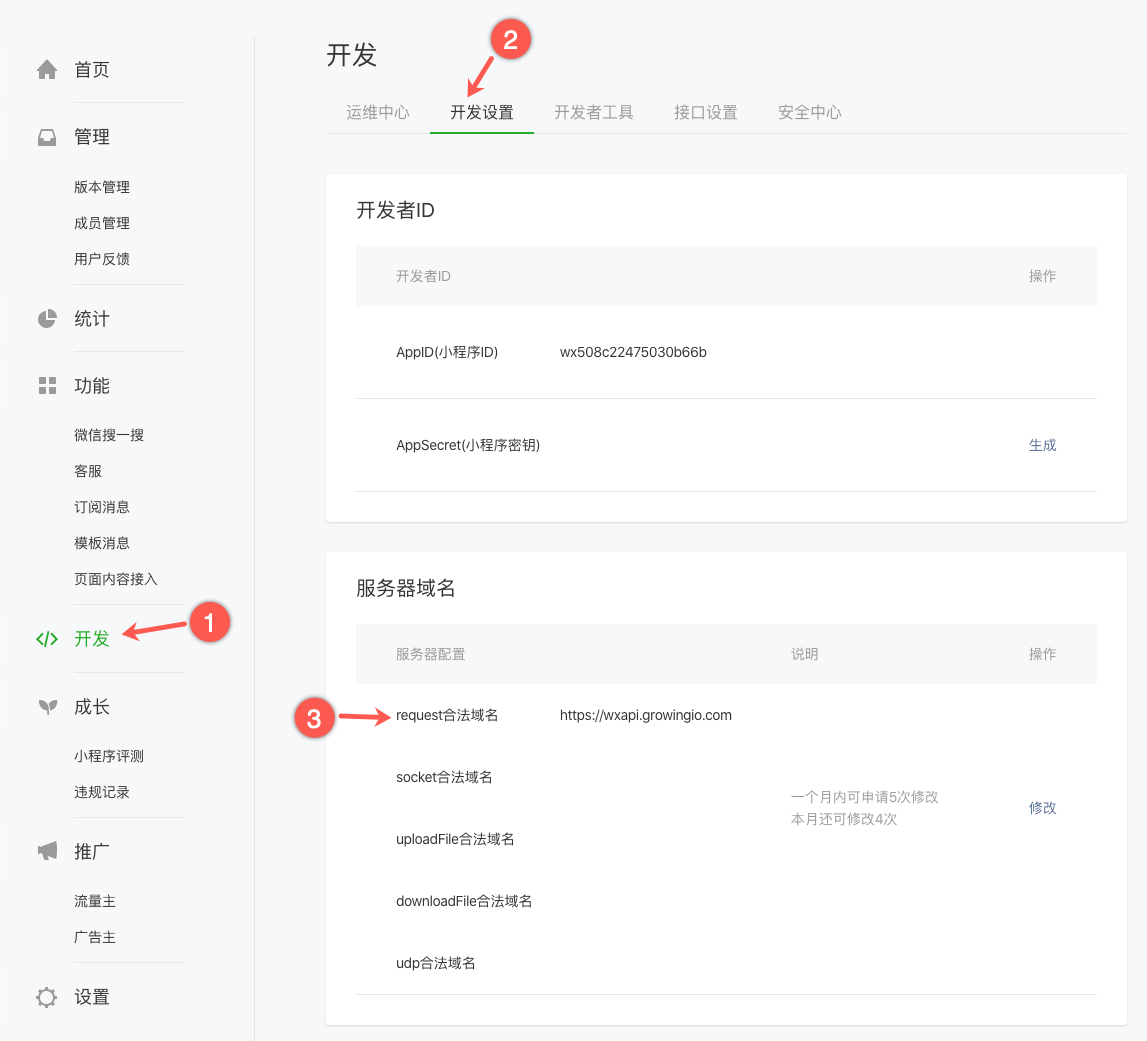 首页
管理
版本管理
成员管理
用户反馈
统计
功能
微信搜一搜
客服
订阅消息
模板消息
页面内容接入
开发
1
成长
小程序评测
违规记录
推广
流量主
广告主
设置
开发
2
运维中心 开发设置 开发者工具 接口设置 安全中心
开发者ID
开发者ID 操作
AppID(小程序ID) wx508c22475030b66b
AppSecret(小程序密钥) 生成
服务器域名
服务器配置 说明 操作
3 request合法域名 https://wxapi.growingio.com
socket合法域名
一个月内可申请5次修改
本月还可修改4次
修改
uploadFile合法域名
downloadFile合法域名
udp合法域名